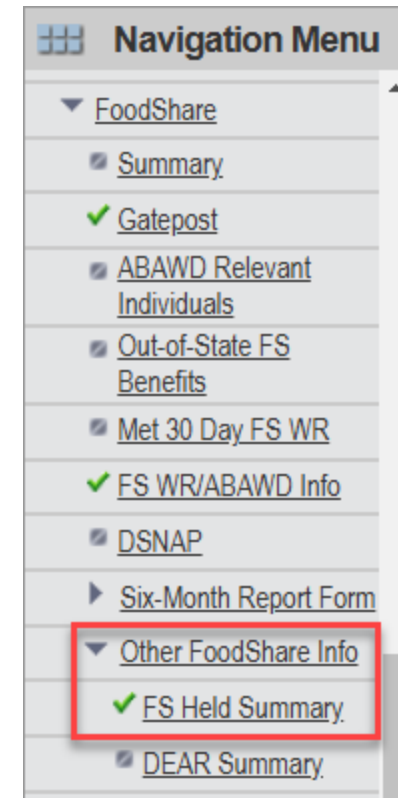 Navigation Menu
FoodShare
Summary
Gatepost
ABAWD Relevant
Individuals
Out-of-State FS
Benefits
Met 30 Day FS WR
FS WR/ABAWD Info
DSNAP
Six-Month Report Form
Other FoodShare Info
FS Held Summary
DEAR Summary